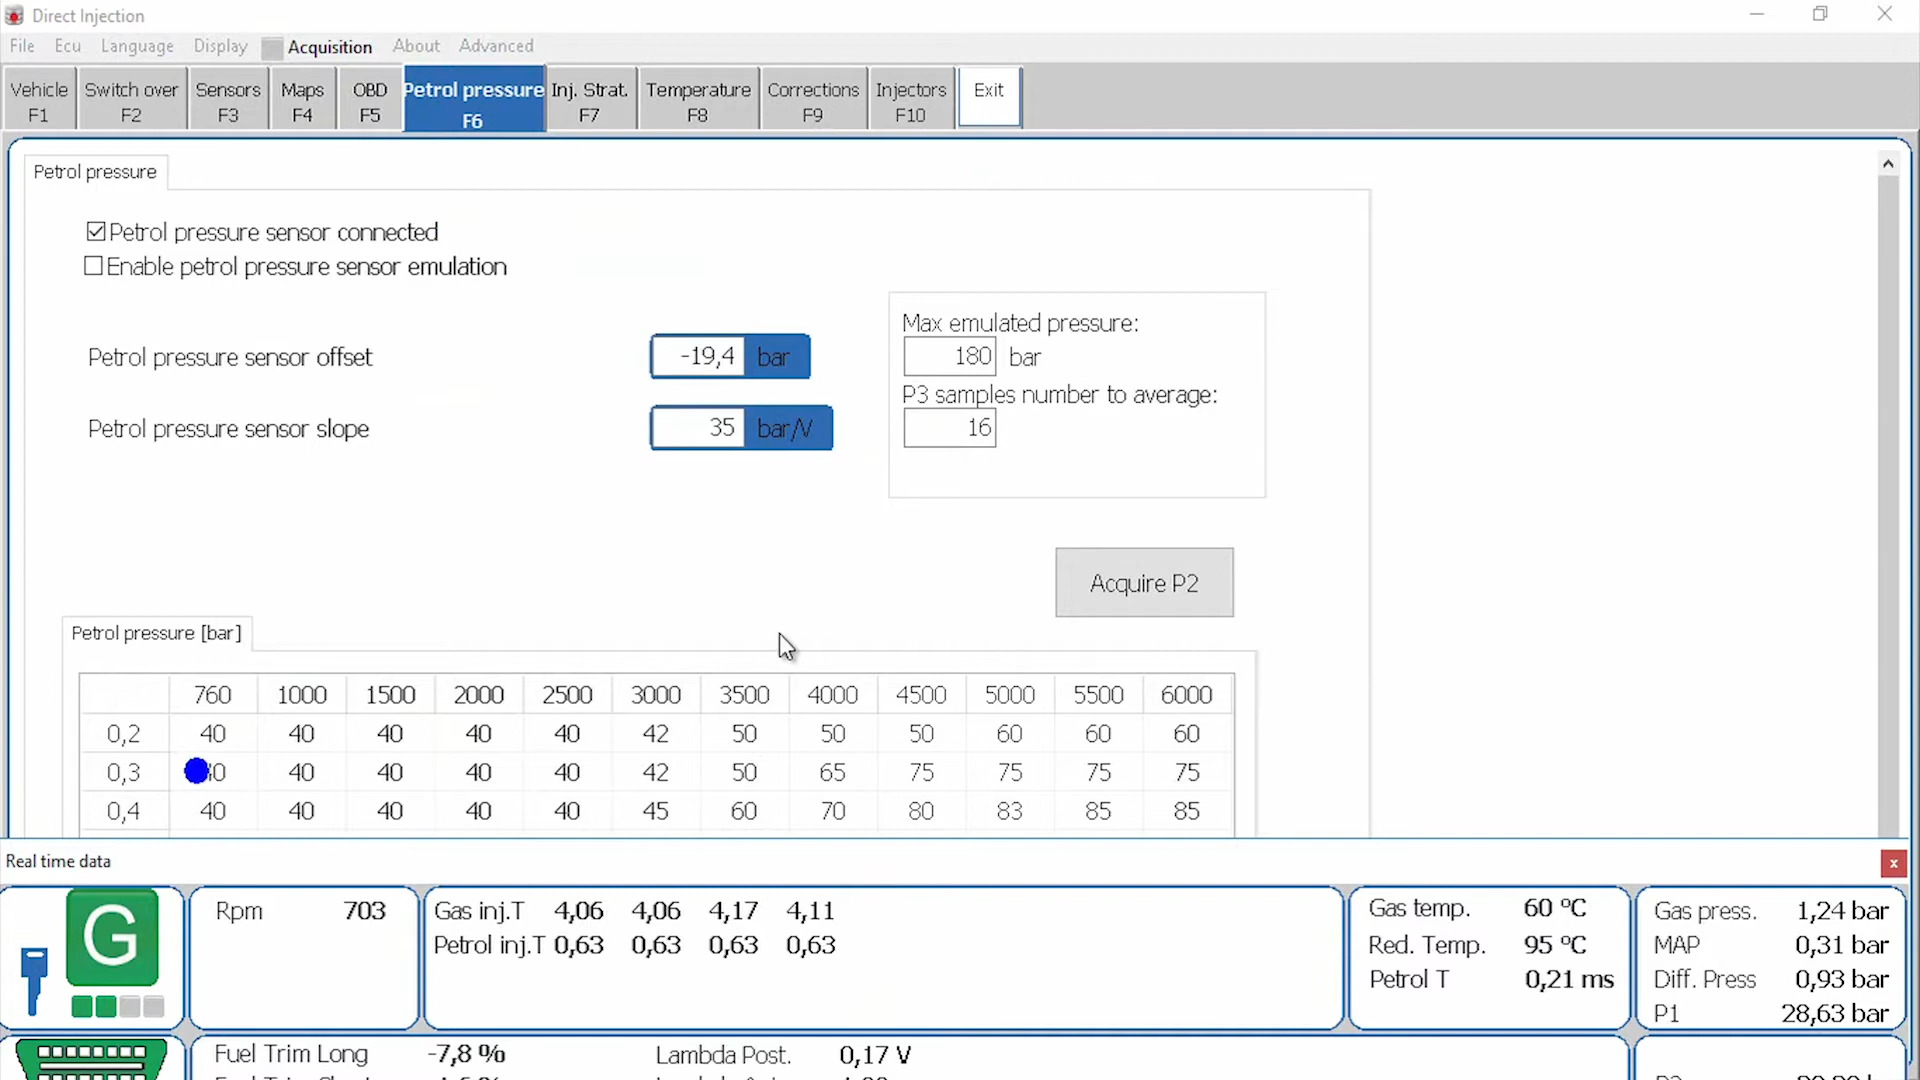 Direct Injection
File Ecu Language Display Acquisition About Advanced
Vehicle Switch over Sensors Maps OBD Petrol pressure Inj. Strat. Temperature Corrections Injectors Exit
F1 F2 F3 F4 F5 F6 F7 F8 F9 F10
Petrol pressure
Petrol pressure sensor connected
Enable petrol pressure sensor emulation
Max emulated pressure:
Petrol pressure sensor offset -19,4 bar 180 bar
P3 samples number to average:
Petrol pressure sensor slope 35 bar/V 16
Acquire P2
Petrol pressure [bar]
760 1000 1500 2000 2500 3000 3500 4000 4500 5000 5500 6000
0,2 40 40 40 40 40 42 50 50 50 60 60 60
0,3 0 40 40 40 40 42 50 65 75 75 75 75
0,4 40 40 40 40 40 45 60 70 80 83 85 85
Real time data
x
G
Rpm 703
Gas inj.T 4,06 4,06 4,17 4,11
Petrol inj.T 0,63 0,63 0,63 0,63
Gas temp. 60 °C
Red. Temp. 95 °C
Petrol T 0,21 ms
Gas press. 1,24 bar
MAP 0,31 bar
Diff. Press 0,93 bar
P1 28,63 bar
Fuel Trim Long -7,8 %
Lambda Post. 0,17 V